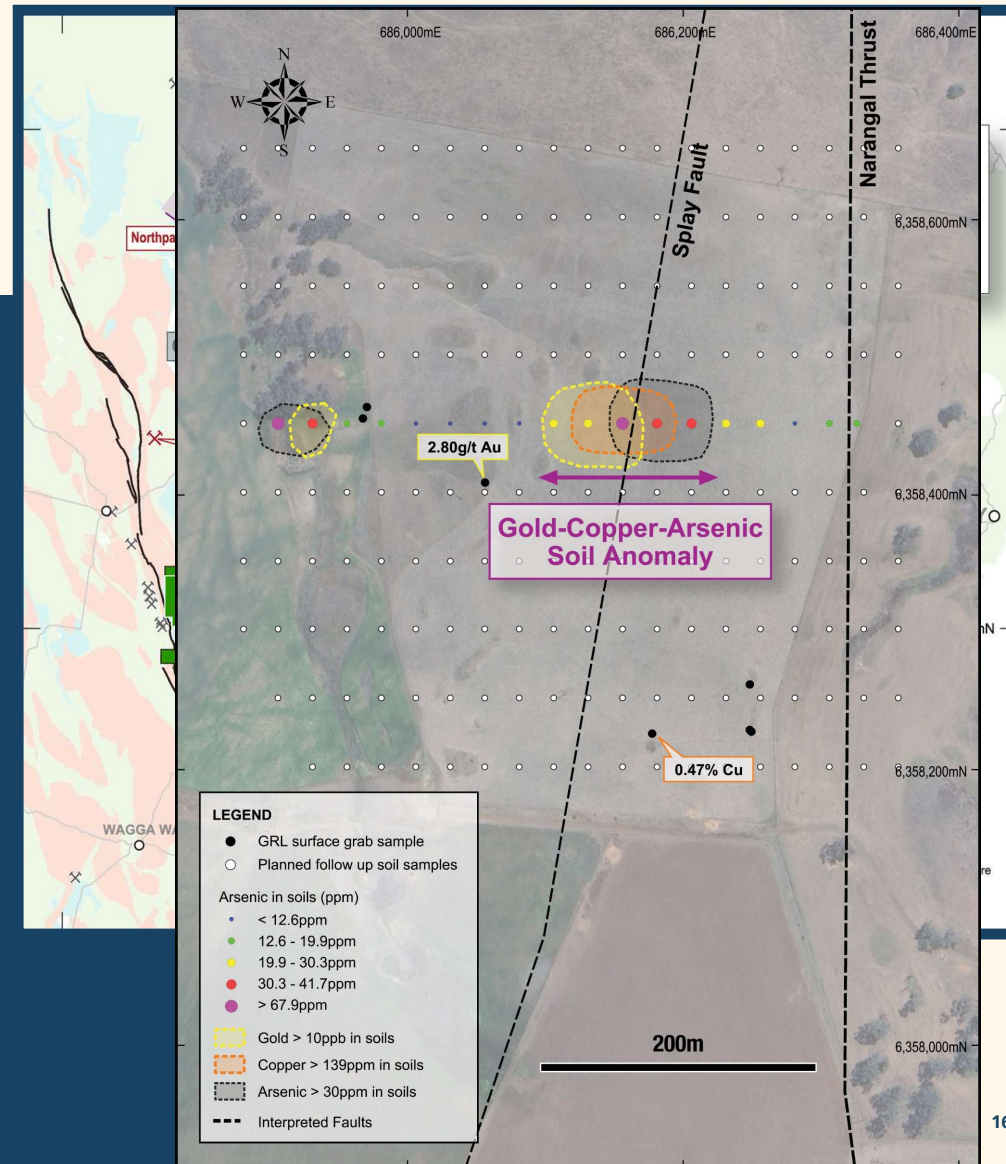 686,000mE
686,200mE
686,400mE
N
W
E
S
Narangal Thrust
Splay Fault
6,358,600mN
Northpa
2.80g/t Au
6,358,400mN
Gold-Copper-Arsenic
Soil Anomaly
0.47% Cu
6,358,200mN
WAGGA WA
LEGEND
GRL surface grab sample
Planned follow up soil samples
Arsenic in soils (ppm)
< 12.6ppm
12.6 - 19.9ppm
19.9 - 30.3ppm
30.3 - 41.7ppm
> 67.9ppm
Gold > 10ppb in soils
Copper > 139ppm in soils
Arsenic > 30ppm in soils
Interpreted Faults
200m
6,358,000mN
re
16